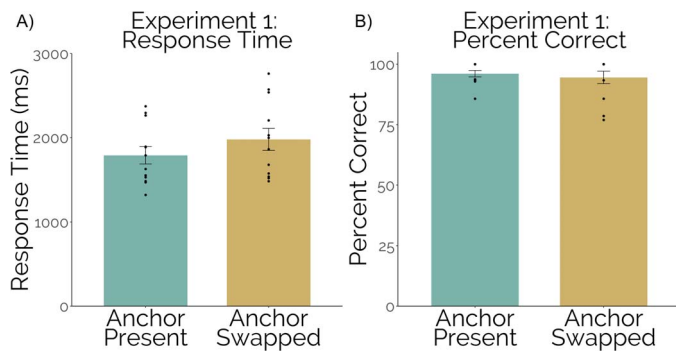 A)
Experiment 1:
Response Time
Response Time (ms)
3000
2000
1000
0
Anchor
Present
Anchor
Swapped
B)
Experiment 1:
Percent Correct
Percent Correct
100
75
50
25
0
Anchor
Present
Anchor
Swapped